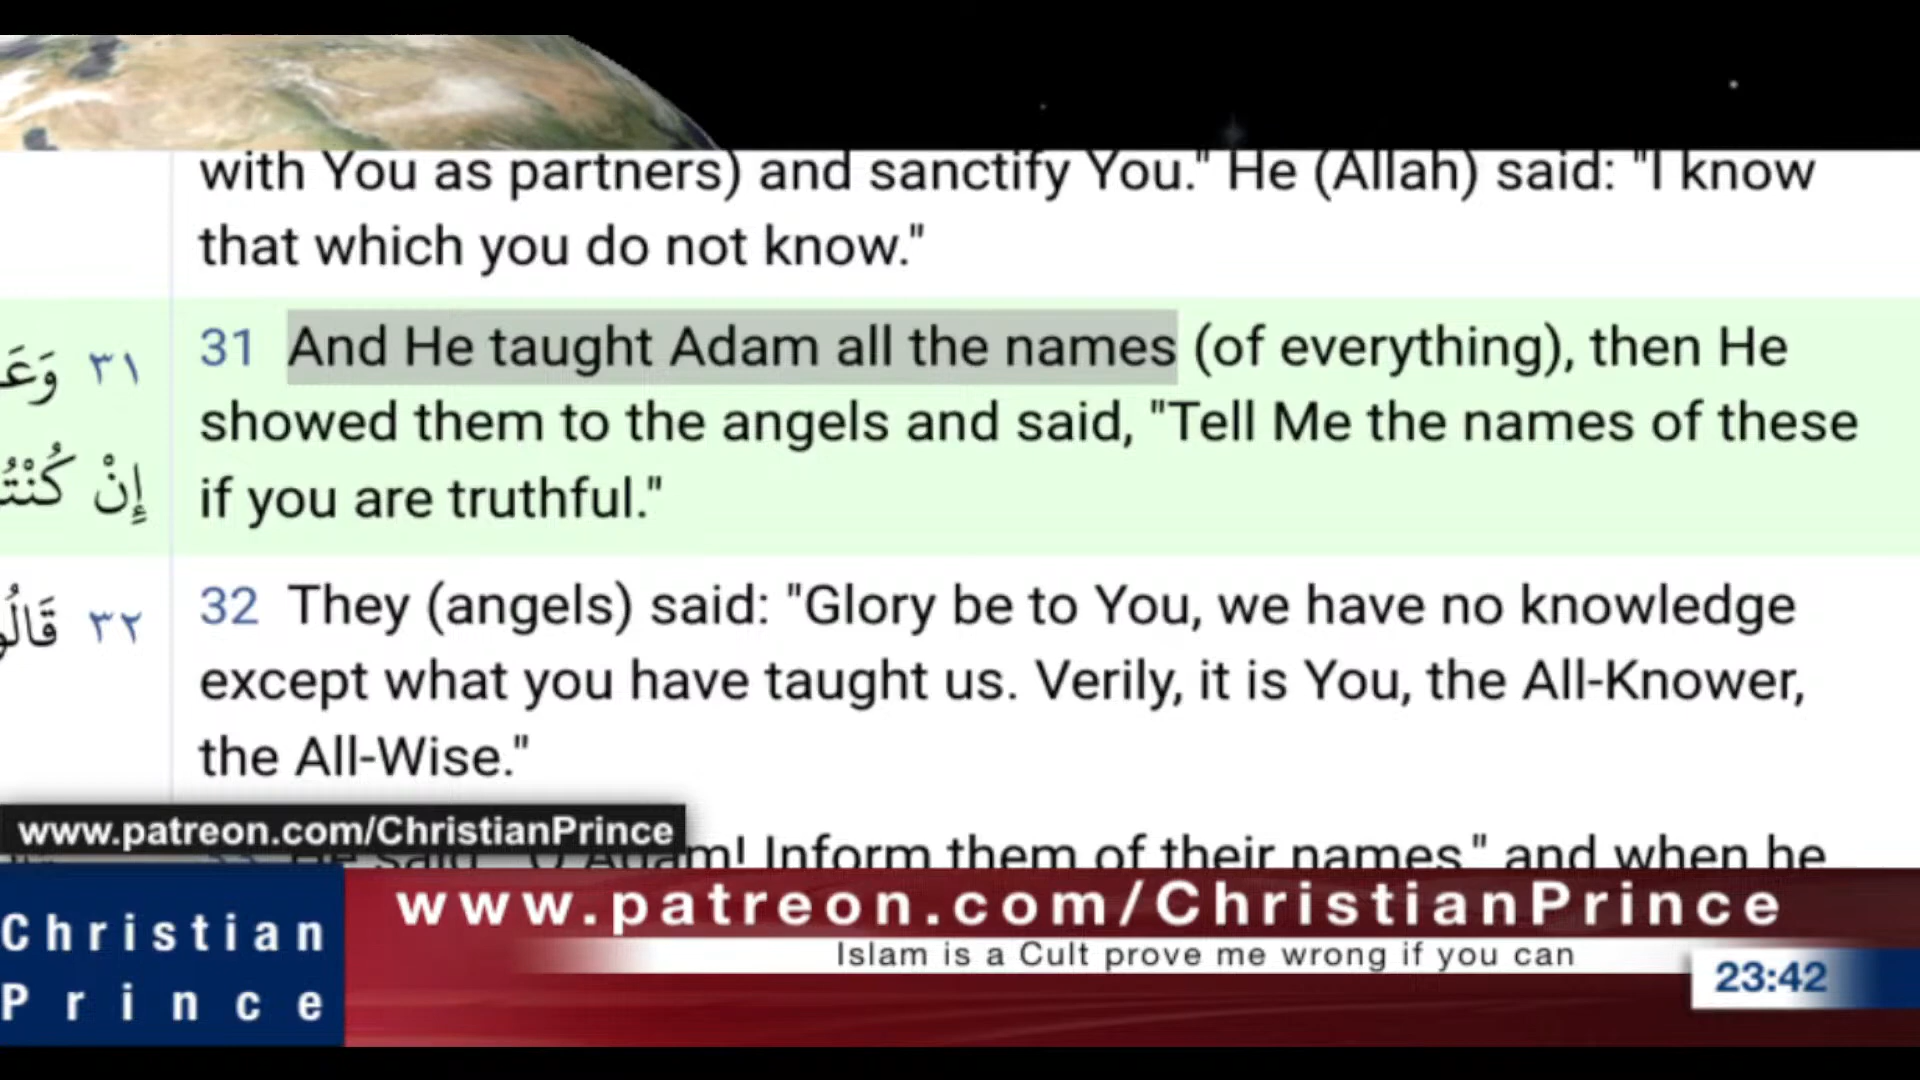 with You as partners) and sanctify You." He (Allah) said: "I know
that which you do not know."
31 And He taught Adam all the names (of everything), then He
٣١ وَعَ
showed them to the angels and said, "Tell Me the names of these
if you are truthful."
إِنْ كُنْتُ
32 They (angels) said: "Glory be to You, we have no knowledge
٣٢ قَالُو
except what you have taught us. Verily, it is You, the All-Knower,
the All-Wise."
www.patreon.com/ChristianPrince
33 He said "O Adam! Inform them of their names," and when he
www.patreon.com/ChristianPrince
Islam is a Cult prove me wrong if you can
Christian
Prince
23:42